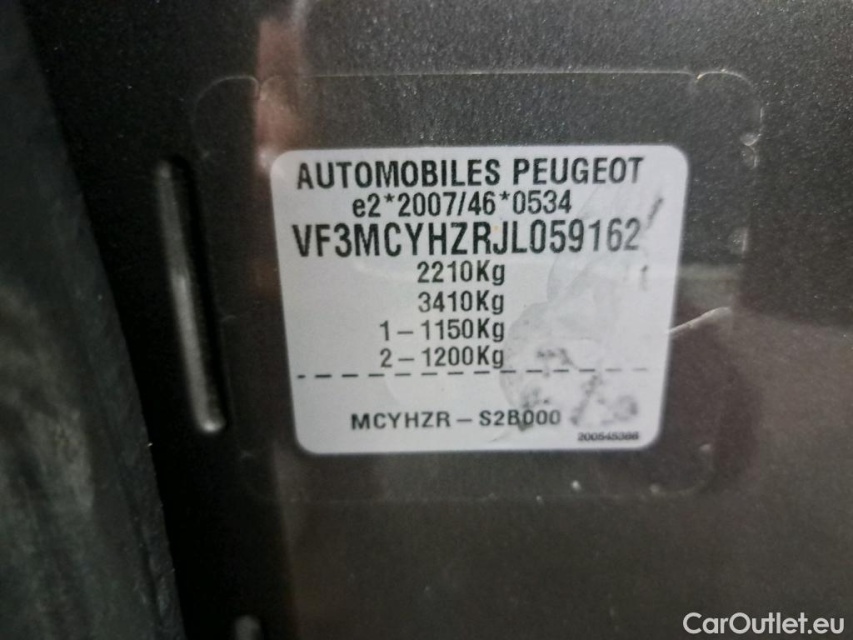 AUTOMOBILES PEUGEOT
e2*2007/46*0534
VF3MCYHZRJL059162
2210Kg
3410Kg
1-1150Kg
2-1200Kg
MCYHZR-S2B000
CarOutlet.eu